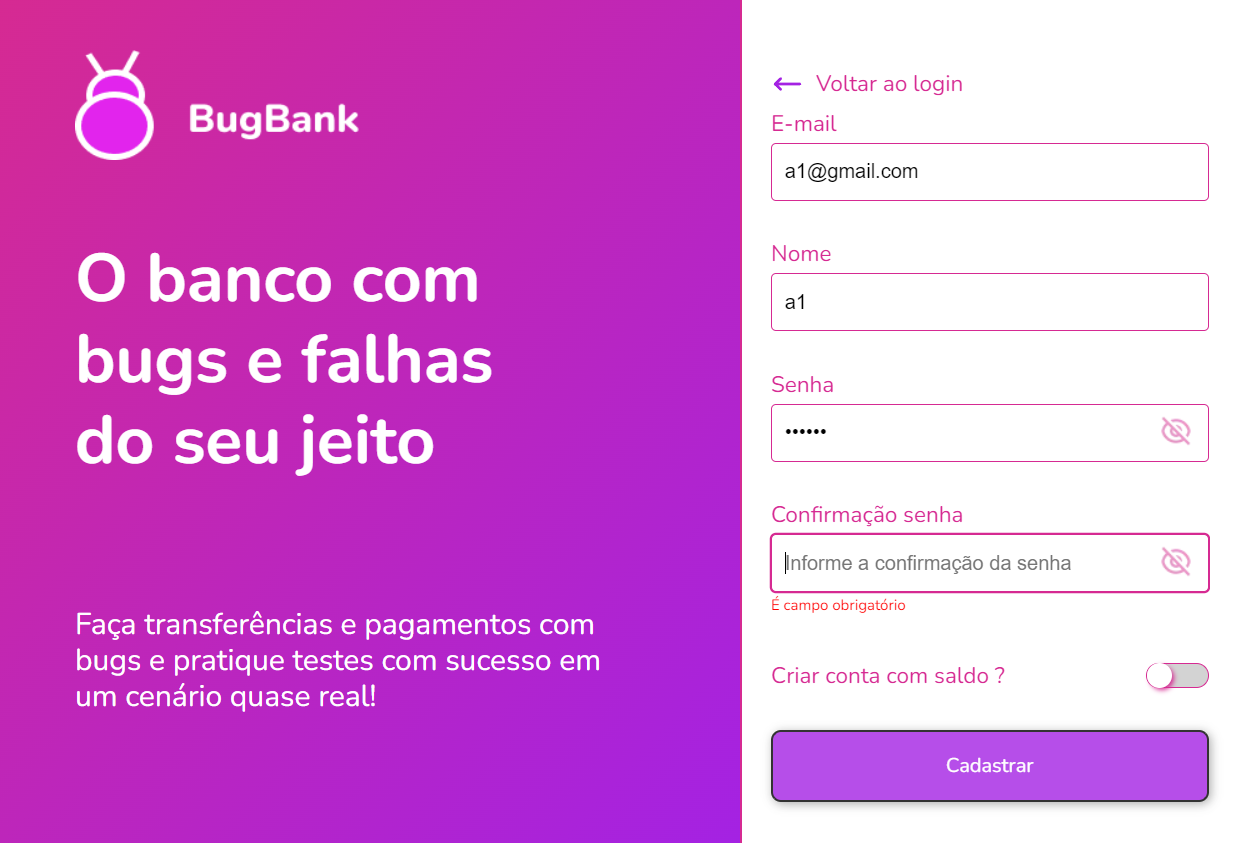 BugBank
O banco com
bugs e falhas
do seu jeito
Faça transferências e pagamentos com
bugs e pratique testes com sucesso em
um cenário quase real!
Voltar ao login
E-mail
a1@gmail.com
Nome
a1
Senha
••••••
Confirmação senha
Informe a confirmação da senha
É campo obrigatório
Criar conta com saldo ?
Cadastrar